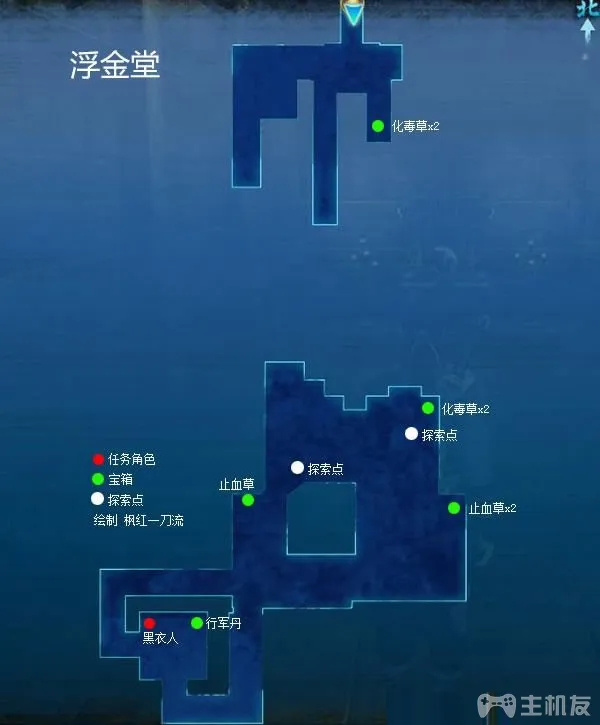 北
浮金堂
化毒草x2
化毒草x2
探索点
探索点
任务角色
宝箱
探索点
绘制 枫红一刀流
止血草
止血草x2
行军丹
黑衣人
主机友